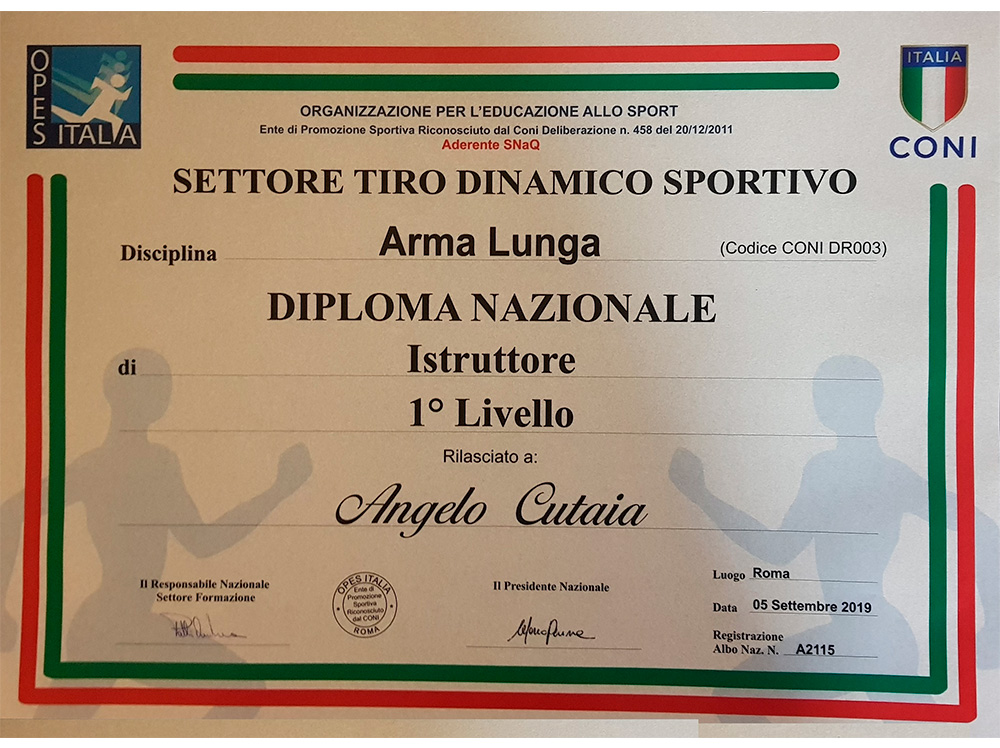 OPES ITALIA
ITALIA
CONI
ORGANIZZAZIONE PER L'EDUCAZIONE ALLO SPORT
Ente di Promozione Sportiva Riconosciuto dal Coni Deliberazione n. 458 del 20/12/2011
Aderente SNaQ
SETTORE TIRO DINAMICO SPORTIVO
Disciplina Arma Lunga (Codice CONI DR003)
DIPLOMA NAZIONALE
di Istruttore
1° Livello
Rilasciato a:
Angelo Cutaia
Il Responsabile Nazionale
Settore Formazione
OPES ITALIA
Ente di
Promozione
Sportiva
Riconosciuto
dal CONI
ROMA
Il Presidente Nazionale
Luogo Roma
Data 05 Settembre 2019
Registrazione
Albo Naz. N. A2115